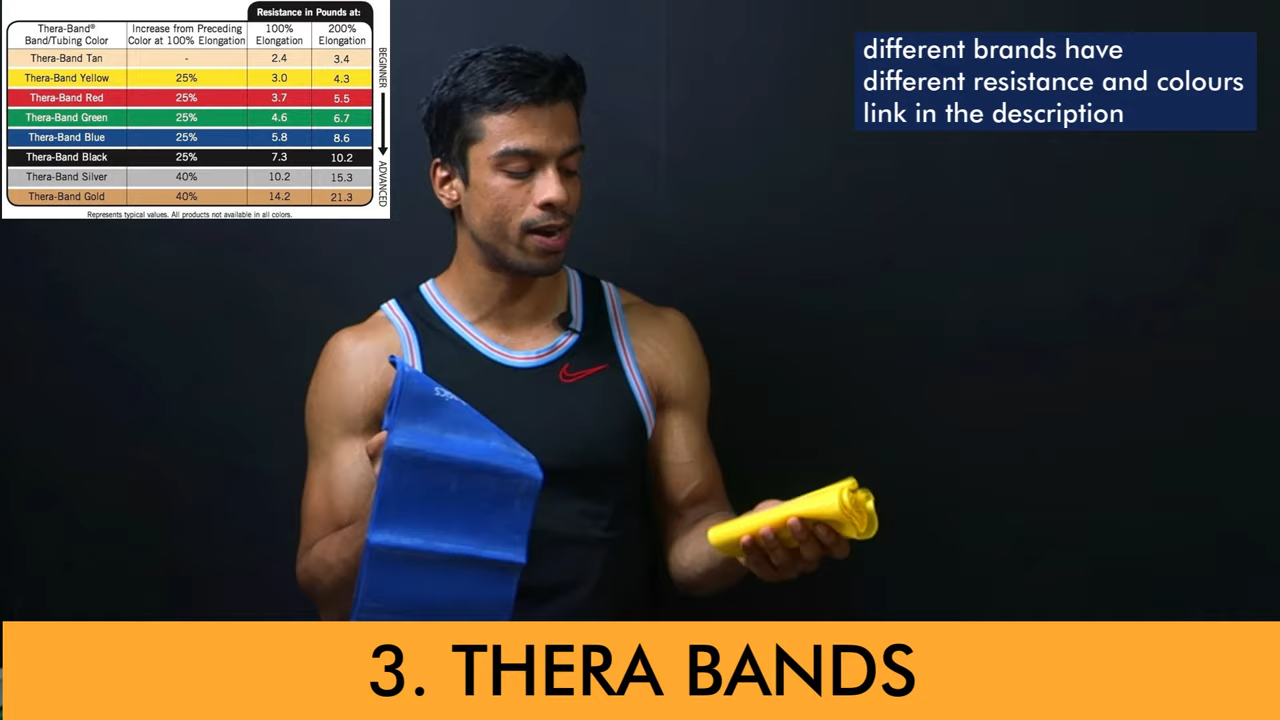 Resistance in Pounds at:
Thera-Band® Band/Tubing Color
Increase from Preceding Color at 100% Elongation
100% Elongation
200% Elongation
Thera-Band Tan - 2.4 3.4
Thera-Band Yellow 25% 3.0 4.3
Thera-Band Red 25% 3.7 5.5
Thera-Band Green 25% 4.6 6.7
Thera-Band Blue 25% 5.8 8.6
Thera-Band Black 25% 7.3 10.2
Thera-Band Silver 40% 10.2 15.3
Thera-Band Gold 40% 14.2 21.3
Represents typical values. All products not available in all colors.
BEGINNER
ADVANCED
different brands have
different resistance and colours
link in the description
3. THERA BANDS